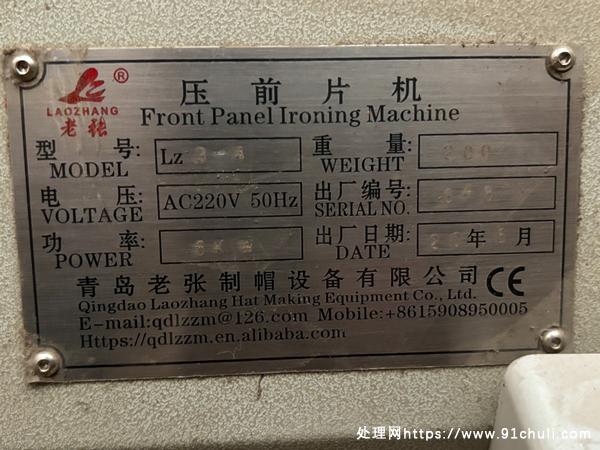 LAOZHANG®
老张
压前片机
Front Panel Ironing Machine
型号: Lz
MODEL
重量:
WEIGHT
电压: AC220V 50Hz
VOLTAGE
出厂编号:
SERIAL NO.
功率: 6KW
POWER
出厂日期: 年 月
DATE
青岛老张制帽设备有限公司 CE
Qingdao Laozhang Hat Making Equipment Co., Ltd.
E-mail:qdlzzm@126.com Mobile:+8615908950005
Https://qdlzzm.en.alibaba.com
处理网https://www.91chuli.com/